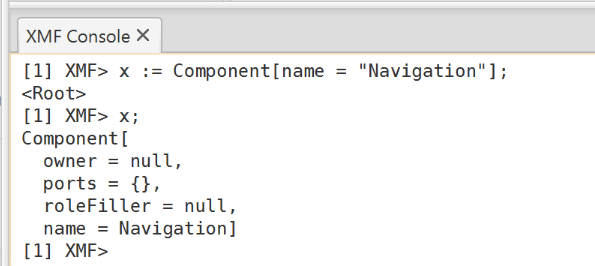 XMF Console
[1] XMF> x := Component[name = "Navigation"];
<Root>
[1] XMF> x;
Component[
  owner = null,
  ports = {},
  roleFiller = null,
  name = Navigation]
[1] XMF>